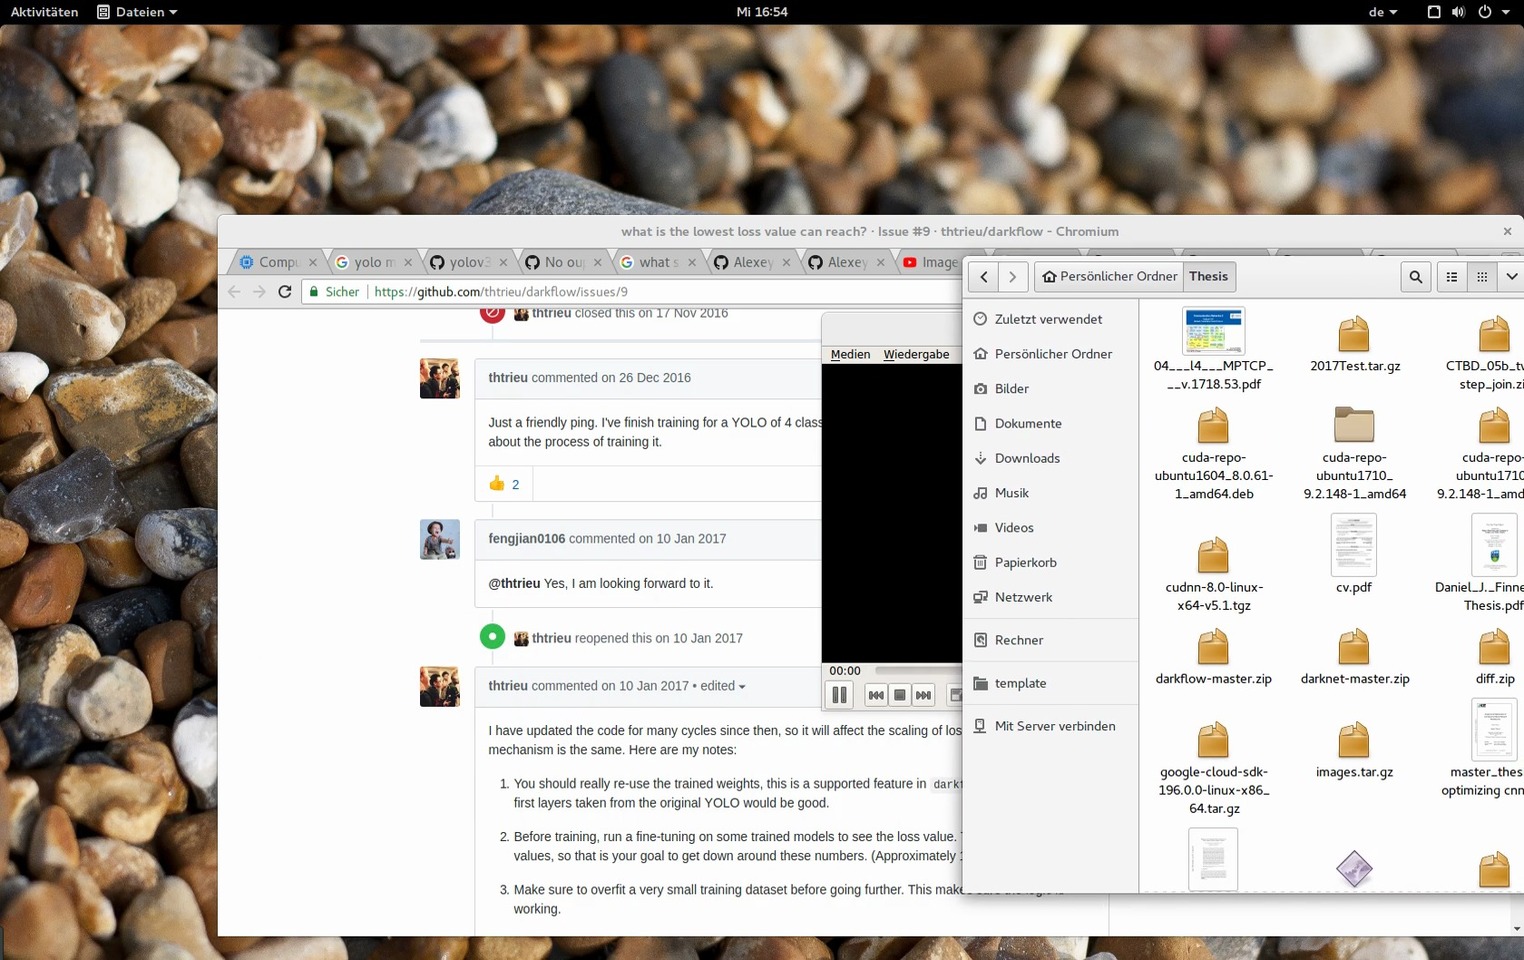 Aktivitäten
Dateien
Mi 16:54
de
what is the lowest loss value can reach? · Issue #9 · thtrieu/darkflow - Chromium
Compu
yolo m
yolov3
No ou
what s
Alexey
Alexey
Image
Sicher
https://github.com/thtrieu/darkflow/issues/9
thtrieu closed this on 17 Nov 2016
thtrieu commented on 26 Dec 2016
Just a friendly ping. I've finish training for a YOLO of 4 class
about the process of training it.
2
fengjian0106 commented on 10 Jan 2017
@thtrieu Yes, I am looking forward to it.
thtrieu reopened this on 10 Jan 2017
thtrieu commented on 10 Jan 2017 • edited
I have updated the code for many cycles since then, so it will affect the scaling of los
mechanism is the same. Here are my notes:
1. You should really re-use the trained weights, this is a supported feature in darkf
first layers taken from the original YOLO would be good.
2. Before training, run a fine-tuning on some trained models to see the loss value.
values, so that is your goal to get down around these numbers. (Approximately
3. Make sure to overfit a very small training dataset before going further. This makes
working.
Medien
Wiedergabe
00:00
Persönlicher Ordner
Thesis
Zuletzt verwendet
Persönlicher Ordner
Bilder
Dokumente
Downloads
Musik
Videos
Papierkorb
Netzwerk
Rechner
template
Mit Server verbinden
04___l4___MPTCP_
__v.1718.53.pdf
2017Test.tar.gz
CTBD_05b_tw
step_join.zi
cuda-repo-
ubuntu1604_8.0.61-
1_amd64.deb
cuda-repo-
ubuntu1710_
9.2.148-1_amd64
cuda-repo-
ubuntu1710
9.2.148-1_amd
cudnn-8.0-linux-
x64-v5.1.tgz
cv.pdf
Daniel_J._Finne
Thesis.pdf
darkflow-master.zip
darknet-master.zip
diff.zip
google-cloud-sdk-
196.0.0-linux-x86_
64.tar.gz
images.tar.gz
master_thes
optimizing cnn